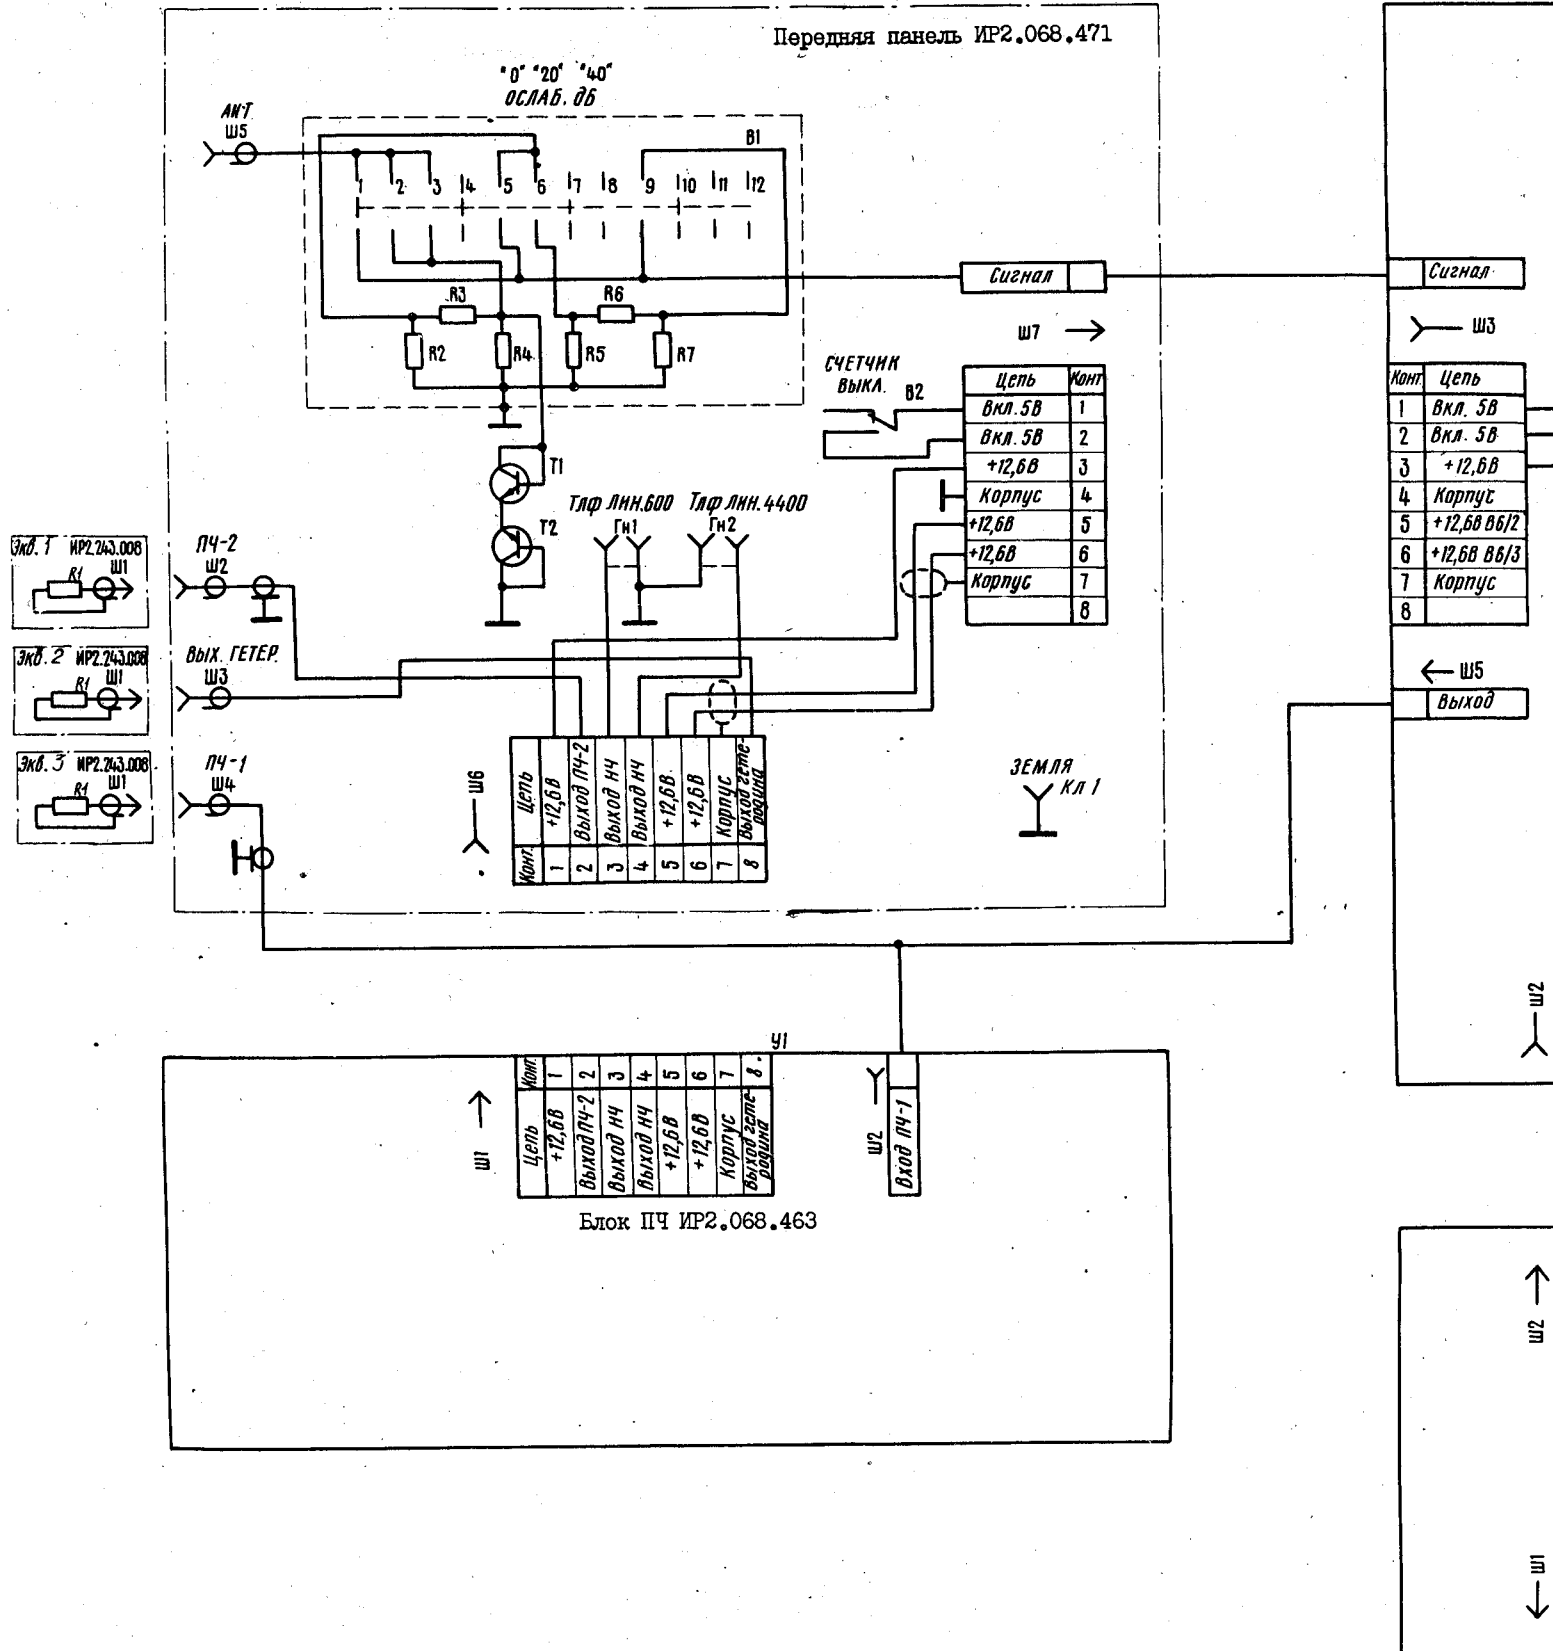 Передняя панель ИР2.068.471
"0" "20" "40"
ОСЛАБ. дБ
АНТ
Ш5
В1
1 2 3 4 5 6 7 8 9 10 11 12
R3
R6
R2
R4
R5
R7
Сигнал
Ш7
Сигнал
Ш3
СЧЕТЧИК
ВЫКЛ.
В2
Цепь Конт
Вкл. 5В 1
Вкл. 5В 2
+12,6В 3
Корпус 4
+12,6В 5
+12,6В 6
Корпус 7
8
Конт. Цепь
1 Вкл. 5В
2 Вкл. 5В
3 +12,6В
4 Корпус
5 +12,6В В6/2
6 +12,6В В6/3
7 Корпус
8
Т1
Т2
Тлф ЛИН.600 Тлф ЛИН.4400
Гн1 Гн2
Экв. 1 ИР2.243.008
R1 Ш1
ПЧ-2
Ш2
Экв. 2 ИР2.243.008
R1 Ш1
ВЫХ. ГЕТЕР.
Ш3
Экв. 3 ИР2.243.008
R1 Ш1
ПЧ-1
Ш4
Ш5
Выход
Ш6
Конт. Цепь
1 +12,6В
2 Выход ПЧ-2
3 Выход НЧ
4 Выход НЧ
5 +12,6В
6 +12,6В
7 Корпус
8 Выход гете-
родина
ЗЕМЛЯ
Кл 1
Ш2
У1
Ш1
Цепь Конт.
+12,6В 1
Выход ПЧ-2 2
Выход НЧ 3
Выход НЧ 4
+12,6В 5
+12,6В 6
Корпус 7
Выход гете-
родина 8
Ш2
Вход ПЧ-1
Блок ПЧ ИР2.068.463
Ш2
Ш1